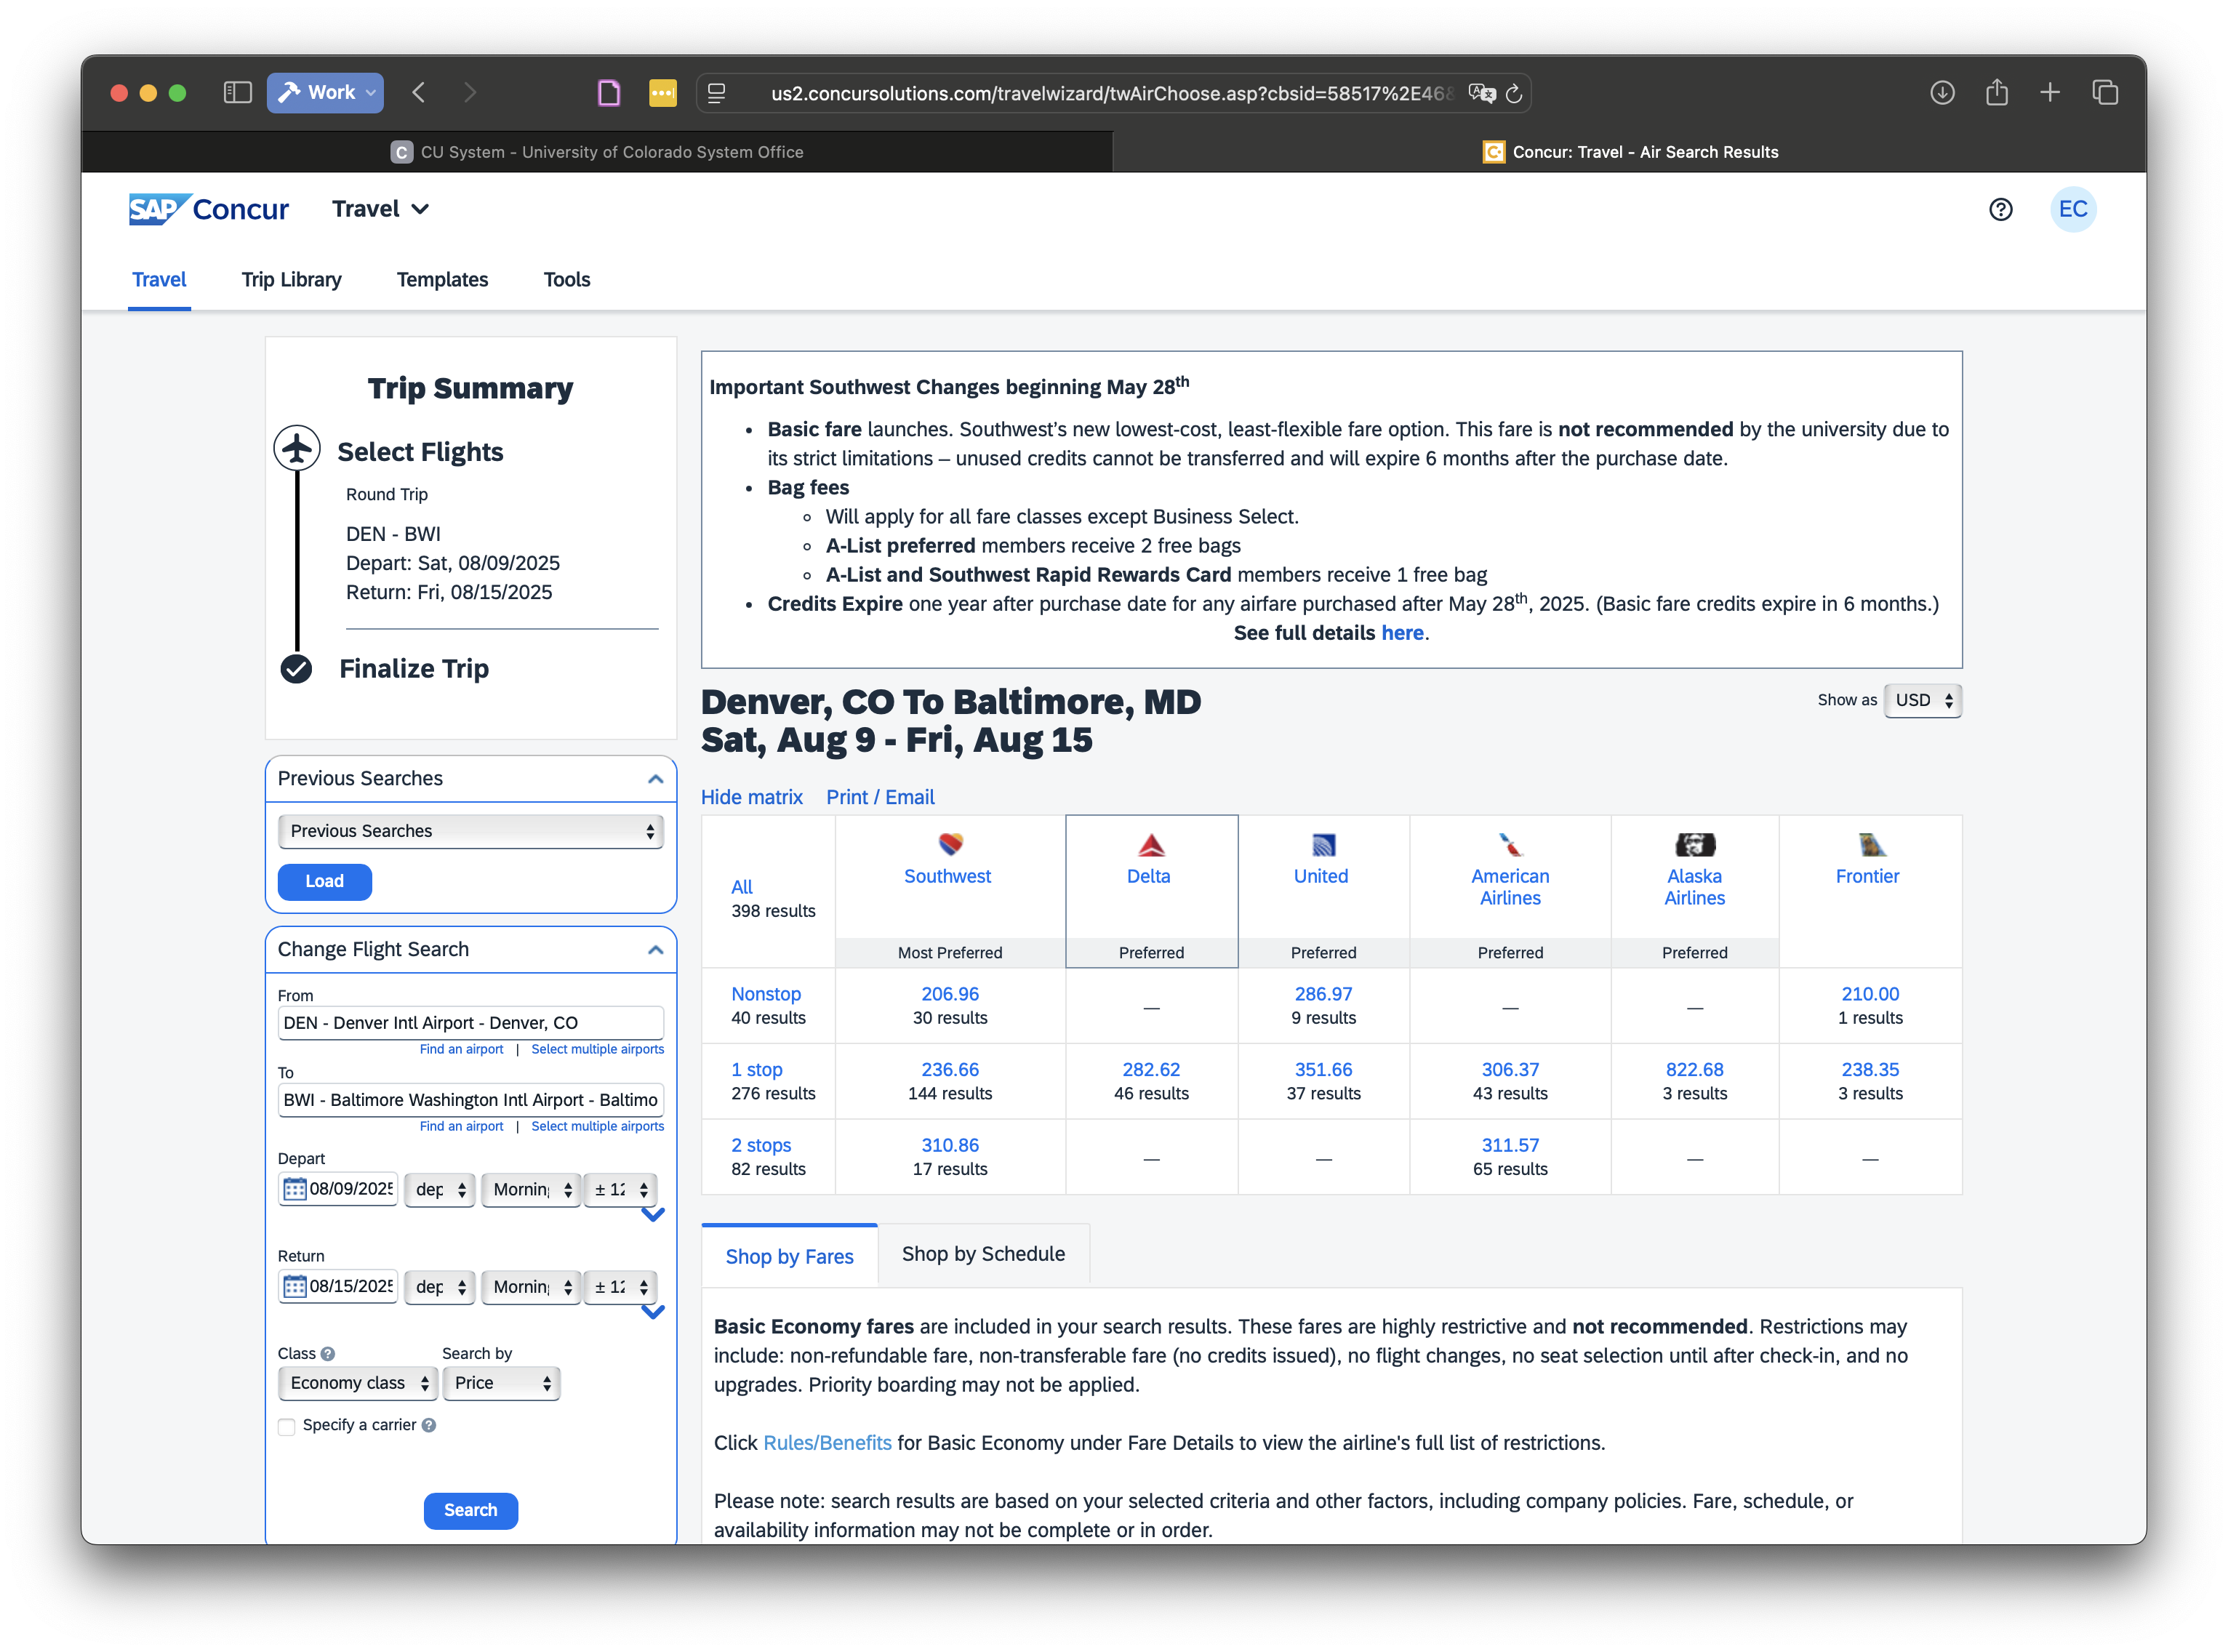 Work
us2.concursolutions.com/travelwizard/twAirChoose.asp?cbsid=58517%2E46
C CU System - University of Colorado System Office
Concur: Travel - Air Search Results
SAP Concur
Travel
EC
Travel
Trip Library
Templates
Tools
Trip Summary
Select Flights
Round Trip
DEN - BWI
Depart: Sat, 08/09/2025
Return: Fri, 08/15/2025
Finalize Trip
Previous Searches
Previous Searches
Load
Change Flight Search
From
DEN - Denver Intl Airport - Denver, CO
Find an airport | Select multiple airports
To
BWI - Baltimore Washington Intl Airport - Baltimo
Find an airport | Select multiple airports
Depart
08/09/2025 dep Morning ± 12
Return
08/15/2025 dep Morning ± 12
Class ? Search by
Economy class Price
Specify a carrier ?
Search
Important Southwest Changes beginning May 28th
• Basic fare launches. Southwest's new lowest-cost, least-flexible fare option. This fare is not recommended by the university due to
its strict limitations – unused credits cannot be transferred and will expire 6 months after the purchase date.
• Bag fees
◦ Will apply for all fare classes except Business Select.
◦ A-List preferred members receive 2 free bags
◦ A-List and Southwest Rapid Rewards Card members receive 1 free bag
• Credits Expire one year after purchase date for any airfare purchased after May 28th, 2025. (Basic fare credits expire in 6 months.)
See full details here.
Denver, CO To Baltimore, MD
Sat, Aug 9 - Fri, Aug 15
Show as USD
Hide matrix Print / Email
All
398 results
Southwest
Most Preferred
Delta
Preferred
United
Preferred
American
Airlines
Preferred
Alaska
Airlines
Preferred
Frontier
Nonstop 206.96 — 286.97 — — 210.00
40 results 30 results 9 results 1 results
1 stop 236.66 282.62 351.66 306.37 822.68 238.35
276 results 144 results 46 results 37 results 43 results 3 results 3 results
2 stops 310.86 — — 311.57 — —
82 results 17 results 65 results
Shop by Fares
Shop by Schedule
Basic Economy fares are included in your search results. These fares are highly restrictive and not recommended. Restrictions may
include: non-refundable fare, non-transferable fare (no credits issued), no flight changes, no seat selection until after check-in, and no
upgrades. Priority boarding may not be applied.
Click Rules/Benefits for Basic Economy under Fare Details to view the airline's full list of restrictions.
Please note: search results are based on your selected criteria and other factors, including company policies. Fare, schedule, or
availability information may not be complete or in order.